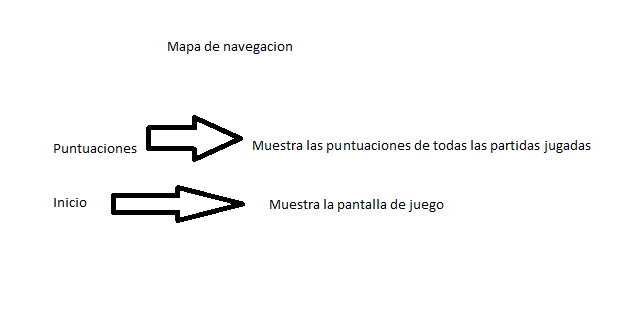 Mapa de navegacion
Puntuaciones
Muestra las puntuaciones de todas las partidas jugadas
Inicio
Muestra la pantalla de juego